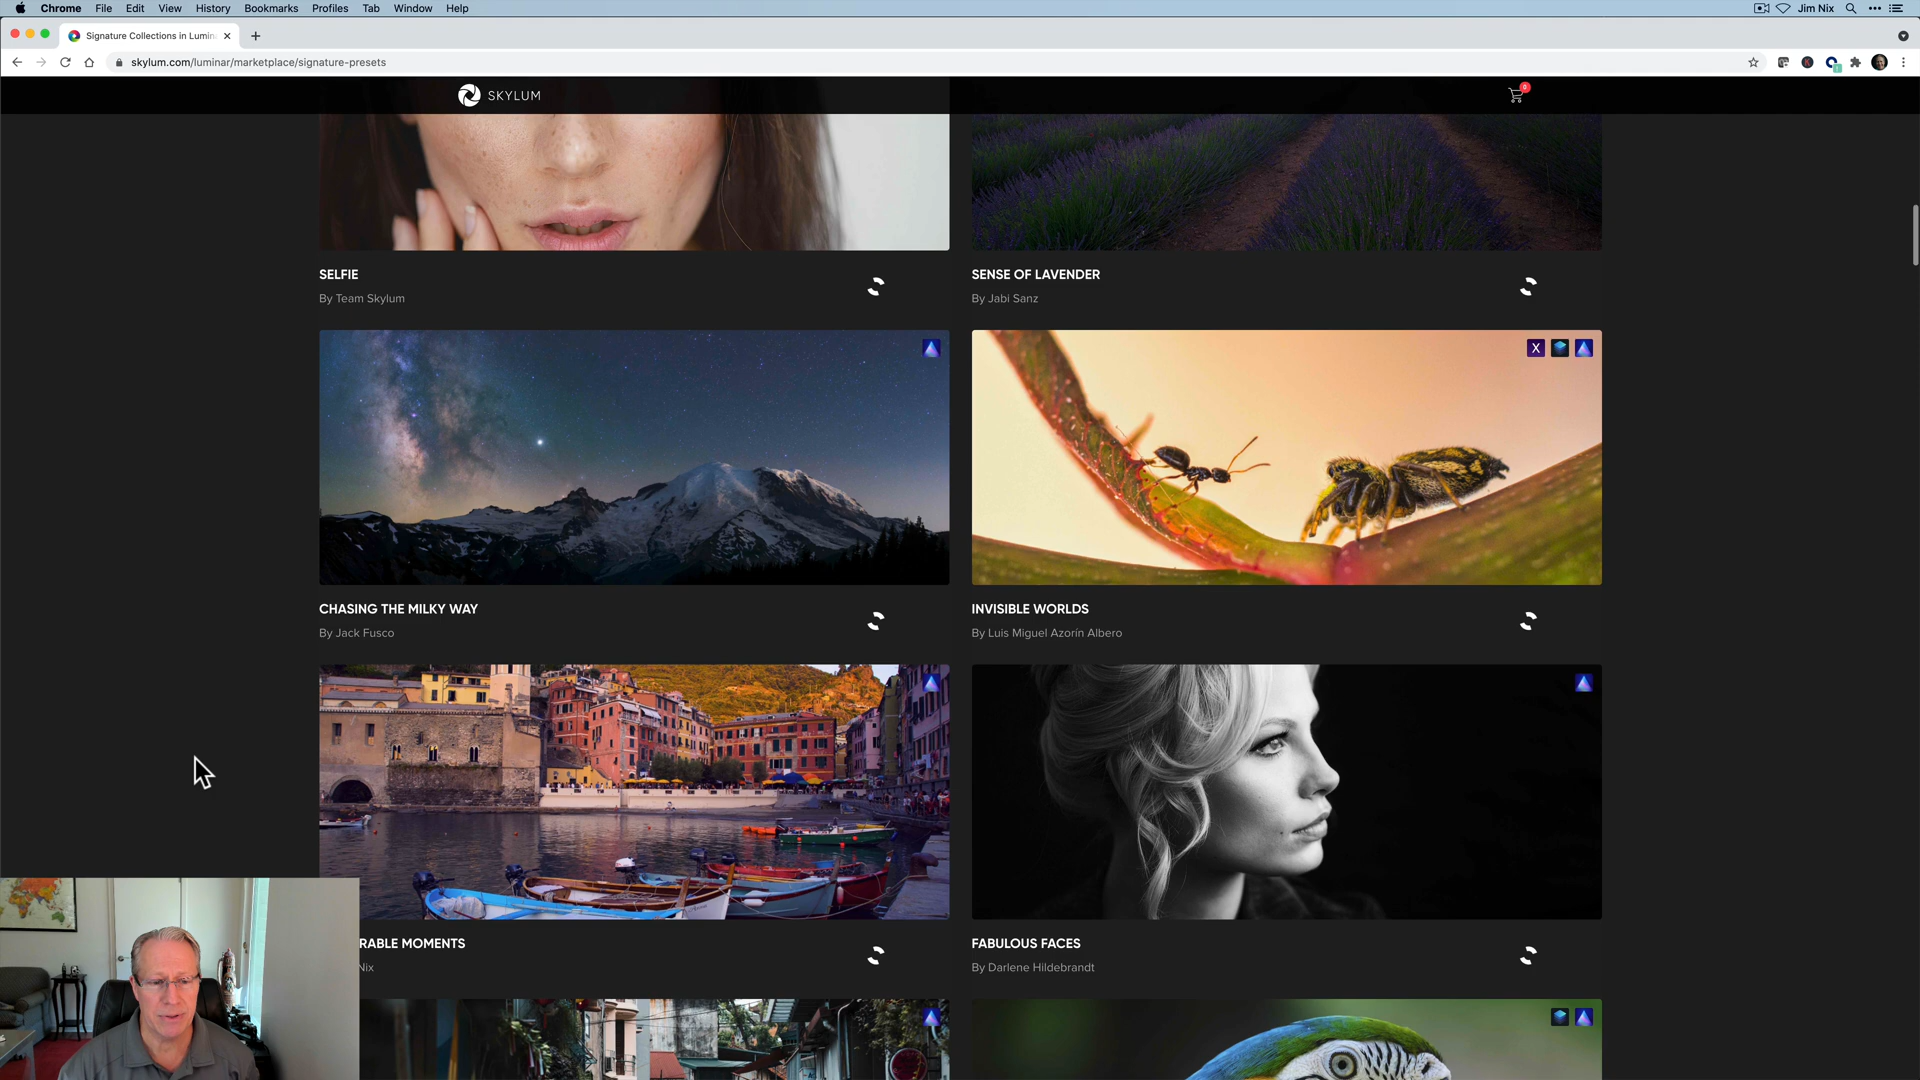 Chrome File Edit View History Bookmarks Profiles Tab Window Help Jim Nix
Signature Collections in Lumin
skylum.com/luminar/marketplace/signature-presets
SKYLUM
0
SELFIE
By Team Skylum
SENSE OF LAVENDER
By Jabi Sanz
X
CHASING THE MILKY WAY
By Jack Fusco
INVISIBLE WORLDS
By Luis Miguel Azorín Albero
RABLE MOMENTS
Nix
FABULOUS FACES
By Darlene Hildebrandt